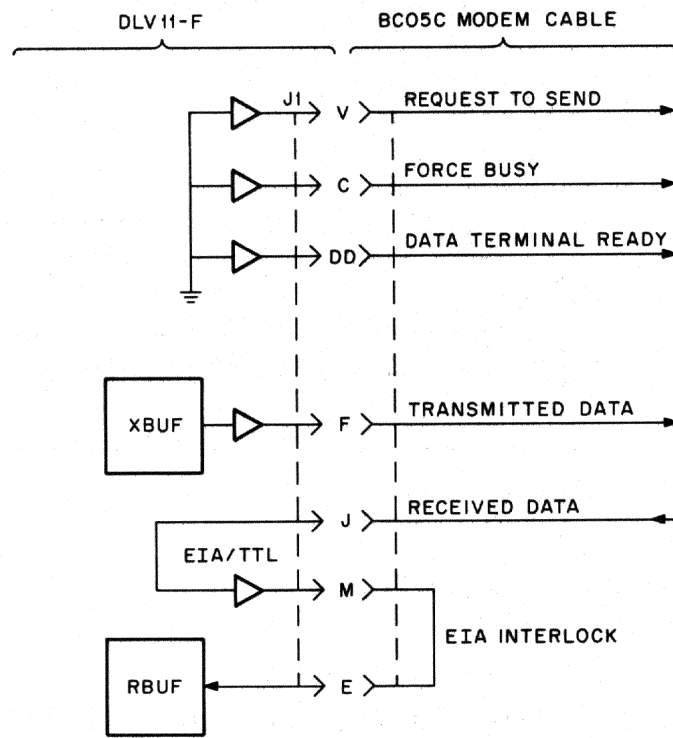 DLV11-F
BC05C MODEM CABLE
J1
V
REQUEST TO SEND
C
FORCE BUSY
DD
DATA TERMINAL READY
XBUF
F
TRANSMITTED DATA
J
RECEIVED DATA
EIA/TTL
M
EIA INTERLOCK
RBUF
E